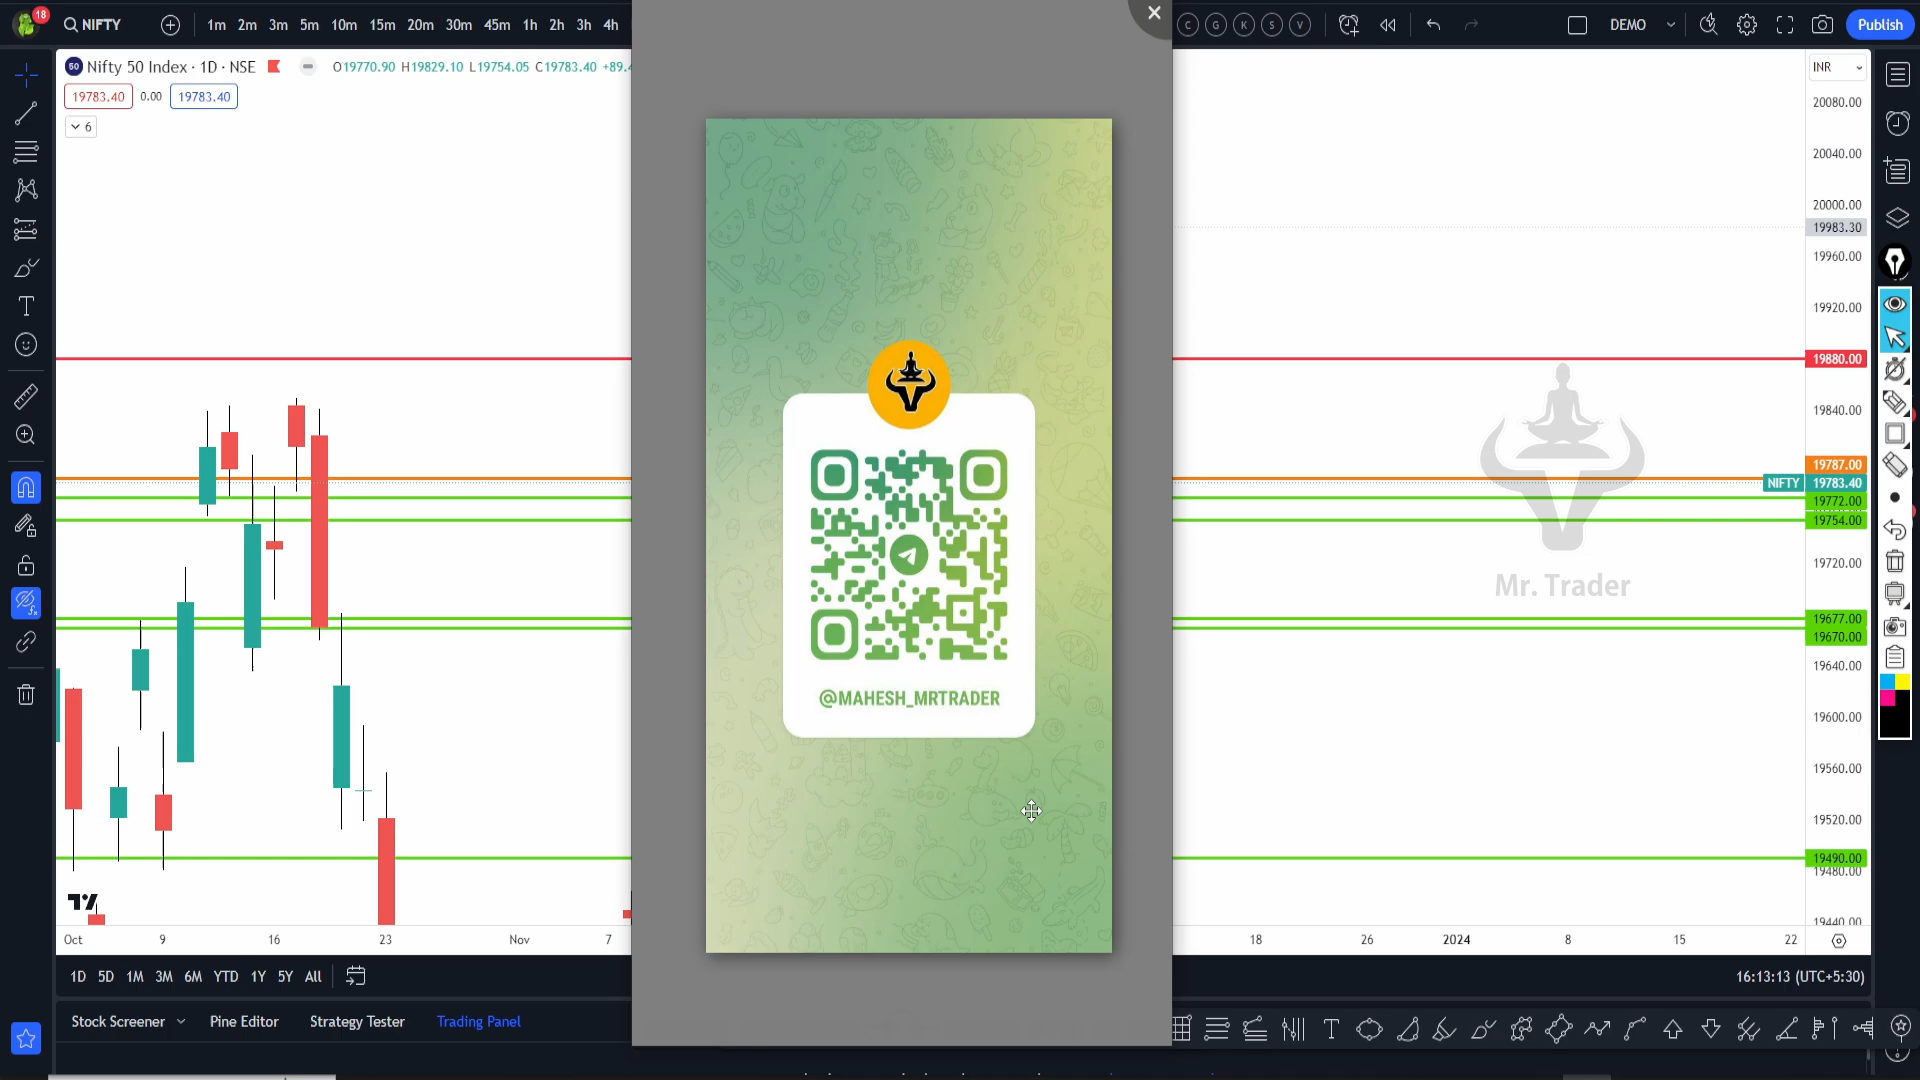 18
NIFTY
1m 2m 3m 5m 10m 15m 20m 30m 45m 1h 2h 3h 4h
C G K S V
DEMO
Publish
50 Nifty 50 Index · 1D · NSE
O19770.90 H19829.10 L19754.05 C19783.40
19783.40 0.00 19783.40
6
INR
20080.00
20040.00
20000.00
19983.30
19960.00
19920.00
19880.00
19840.00
19787.00
NIFTY 19783.40
19772.00
19754.00
19720.00
19677.00
19670.00
19640.00
19600.00
19560.00
19520.00
19490.00
19480.00
19440.00
Mr. Trader
@MAHESH_MRTRADER
Oct 9 16 23 Nov 7 18 26 2024 8 15 22
1D 5D 1M 3M 6M YTD 1Y 5Y All
16:13:13 (UTC+5:30)
Stock Screener Pine Editor Strategy Tester Trading Panel